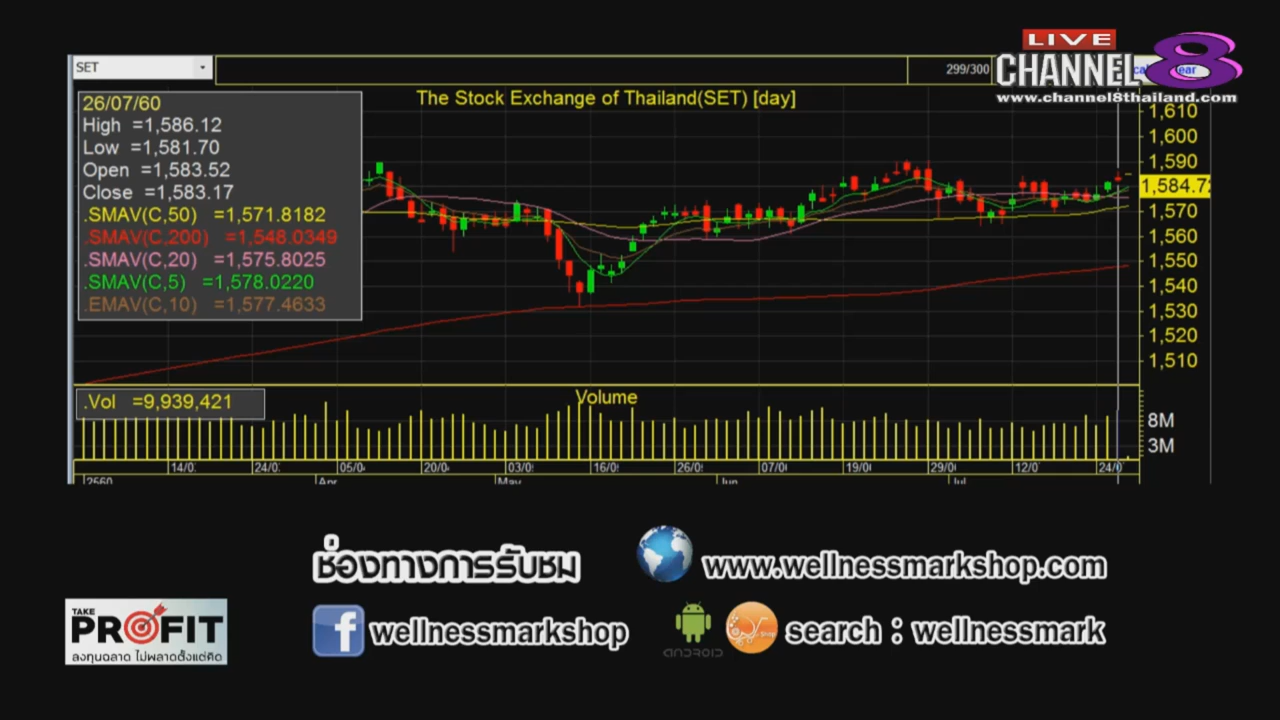 LIVE
CHANNEL 8
www.channel8thailand.com
SET
299/300
The Stock Exchange of Thailand(SET) [day]
26/07/60
High =1,586.12
Low =1,581.70
Open =1,583.52
Close =1,583.17
.SMAV(C,50) =1,571.8182
.SMAV(C,200) =1,548.0349
.SMAV(C,20) =1,575.8025
.SMAV(C,5) =1,578.0220
.EMAV(C,10) =1,577.4633
1,610
1,600
1,590
1,584.72
1,570
1,560
1,550
1,540
1,530
1,520
1,510
.Vol =9,939,421
Volume
8M
3M
14/0 24/0 05/0 20/0 03/0 16/0 26/0 07/0 19/0 29/0 12/0 24/0
2560 Apr May Jun Jul
ช่องทางการรับชม
www.wellnessmarkshop.com
TAKE
PROFIT
ลงทุนฉลาด ไม่พลาดตั้งแต่คิด
wellnessmarkshop
ANDROID
search : wellnessmark